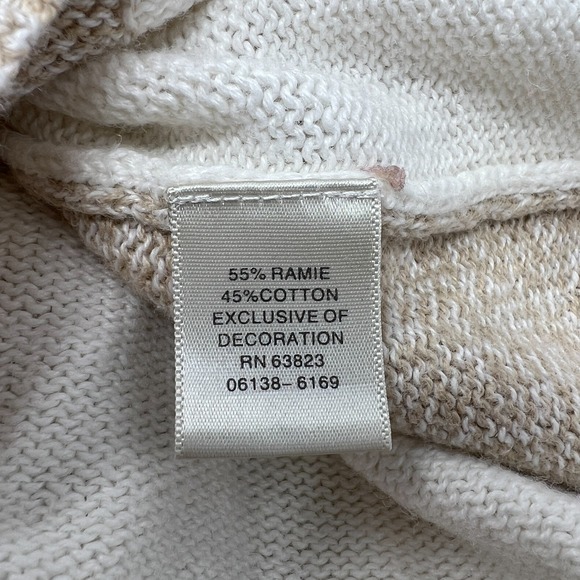 55% RAMIE
45%COTTON
EXCLUSIVE OF
DECORATION
RN 63823
06138-6169